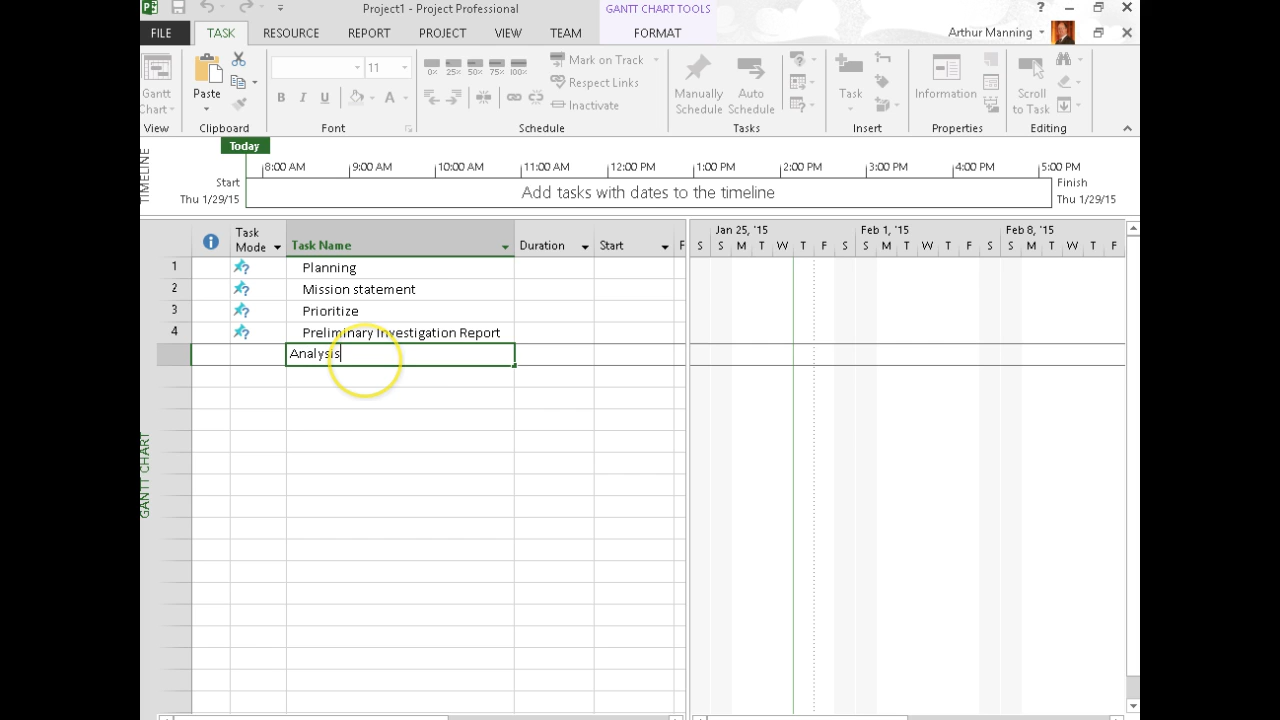 Project1 - Project Professional
GANTT CHART TOOLS
?
FILE TASK RESOURCE REPORT PROJECT VIEW TEAM FORMAT
Arthur Manning
Gantt Chart
View
Paste
Clipboard
11
B I U A
Font
0% 25% 50% 75% 100%
Mark on Track
Respect Links
Inactivate
Schedule
Manually Schedule
Auto Schedule
Tasks
Task
Insert
Information
Properties
Scroll to Task
Editing
Today
8:00 AM 9:00 AM 10:00 AM 11:00 AM 12:00 PM 1:00 PM 2:00 PM 3:00 PM 4:00 PM 5:00 PM
TIMELINE
Start
Thu 1/29/15
Add tasks with dates to the timeline
Finish
Thu 1/29/15
Task Mode
Task Name
Duration
Start
F
Jan 25, '15 Feb 1, '15 Feb 8, '15
S S M T W T F S S M T W T F S S M T W T F
1 Planning
2 Mission statement
3 Prioritize
4 Preliminary Investigation Report
Analysis
GANTT CHART